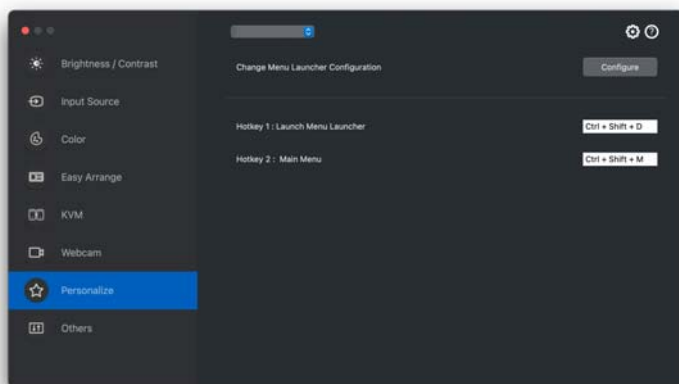 Brightness / Contrast
Input Source
Color
Easy Arrange
KVM
Webcam
Personalize
Others
Change Menu Launcher Configuration
Configure
Hotkey 1 : Launch Menu Launcher
Ctrl + Shift + D
Hotkey 2 : Main Menu
Ctrl + Shift + M